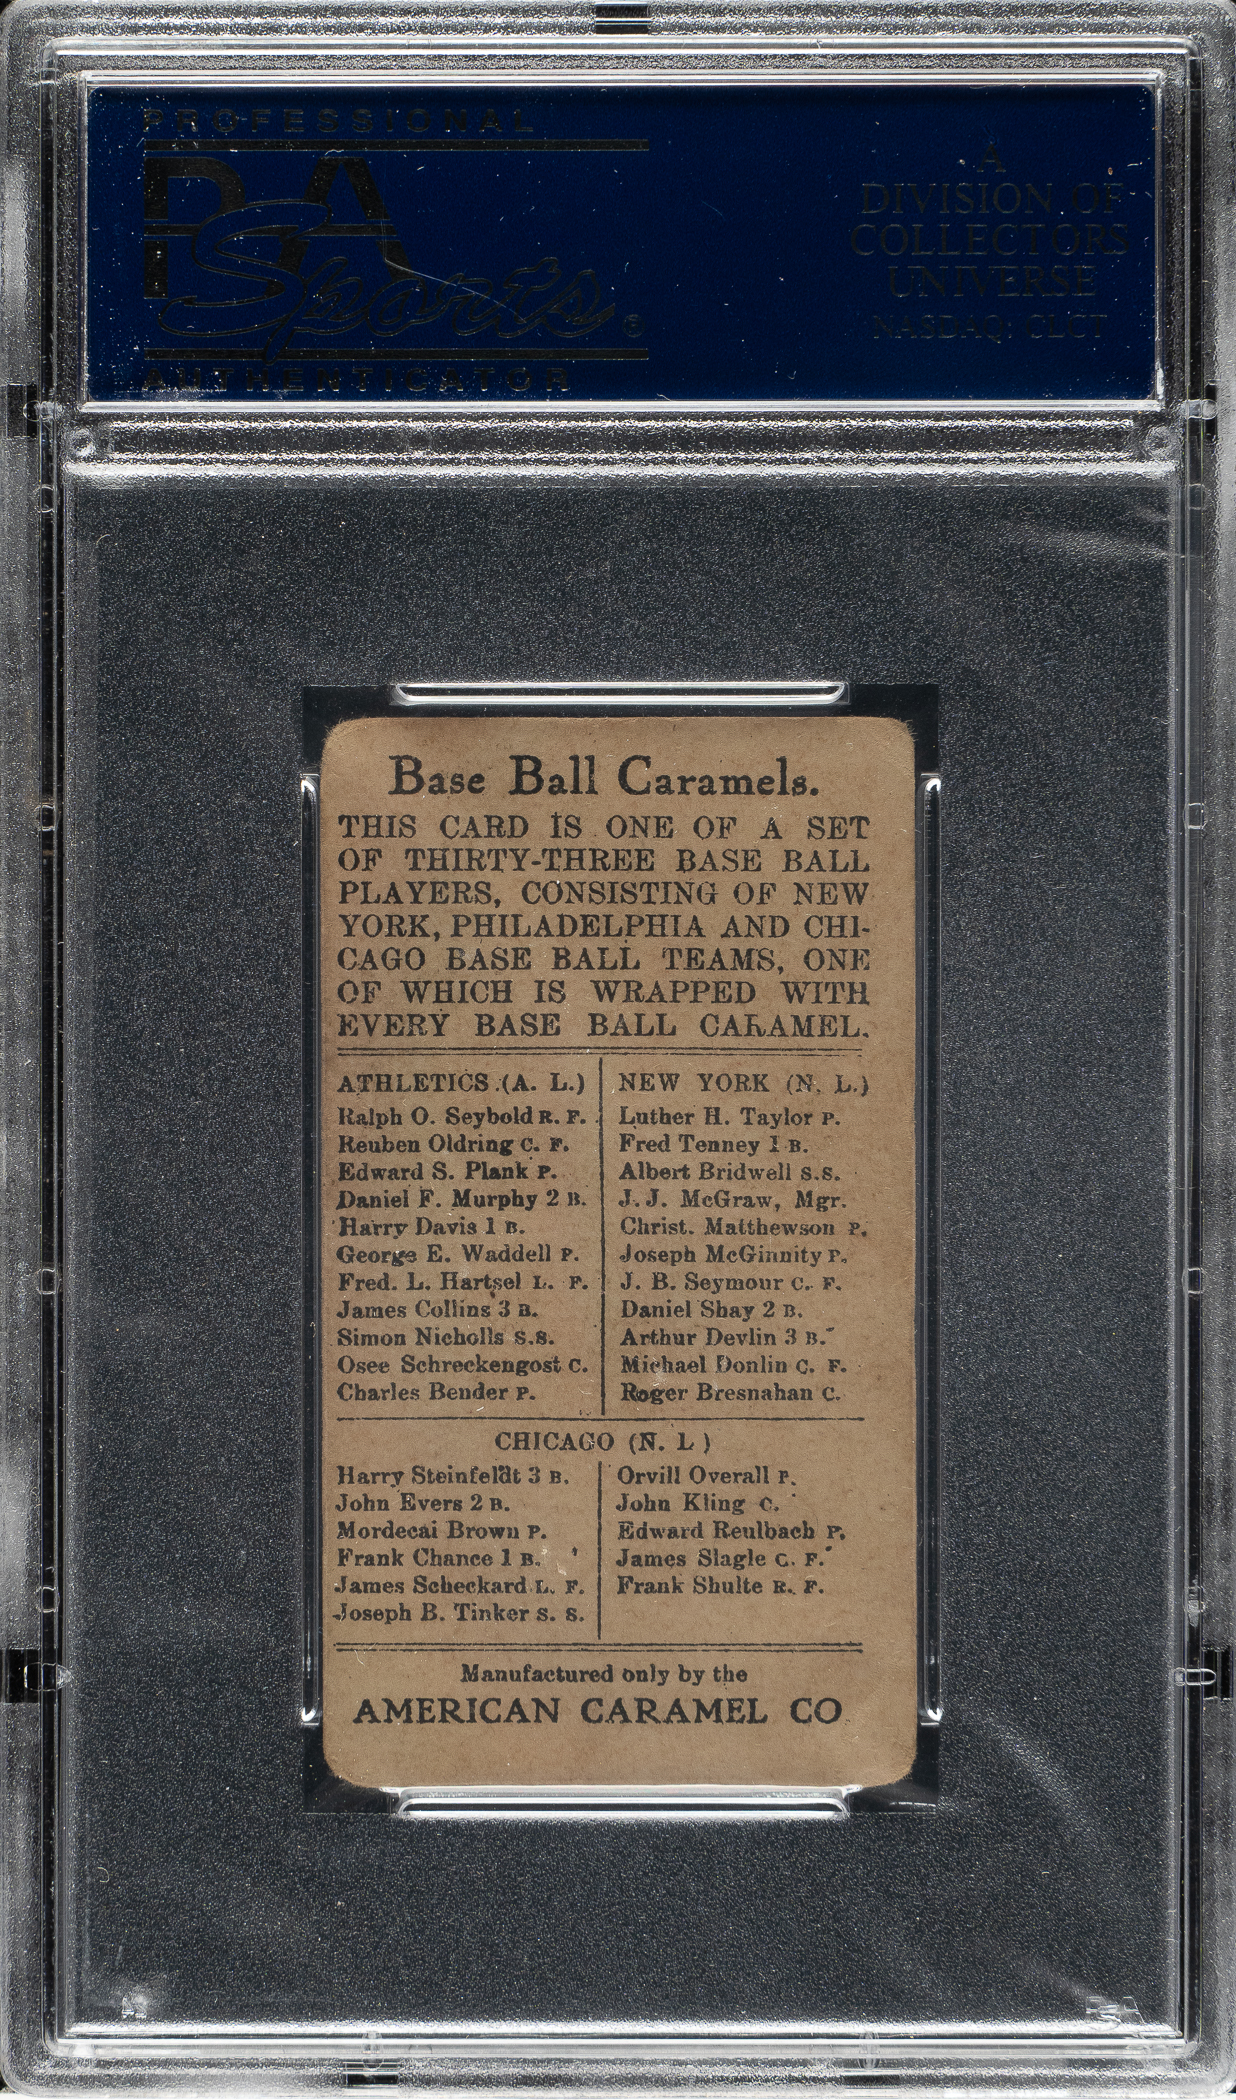 PROFESSIONAL
PSA
Sports®
AUTHENTICATOR
A
DIVISION OF
COLLECTORS
UNIVERSE
NASDAQ: CLCT
Base Ball Caramels.
THIS CARD IS ONE OF A SET
OF THIRTY-THREE BASE BALL
PLAYERS, CONSISTING OF NEW
YORK, PHILADELPHIA AND CHI-
CAGO BASE BALL TEAMS, ONE
OF WHICH IS WRAPPED WITH
EVERY BASE BALL CARAMEL.
ATHLETICS (A. L.)
Ralph O. Seybold R. F.
Reuben Oldring C. F.
Edward S. Plank P.
Daniel F. Murphy 2 B.
Harry Davis 1 B.
George E. Waddell P.
Fred. L. Hartsel L. F.
James Collins 3 B.
Simon Nicholls S.S.
Osee Schreckengost C.
Charles Bender P.
NEW YORK (N. L.)
Luther H. Taylor P.
Fred Tenney 1 B.
Albert Bridwell S.S.
J. J. McGraw, Mgr.
Christ. Matthewson P.
Joseph McGinnity P.
J. B. Seymour C. F.
Daniel Shay 2 B.
Arthur Devlin 3 B.
Michael Donlin C. F.
Roger Bresnahan C.
CHICAGO (N. L )
Harry Steinfeldt 3 B.
John Evers 2 B.
Mordecai Brown P.
Frank Chance 1 B.
James Scheckard L. F.
Joseph B. Tinker S. S.
Orvill Overall P.
John Kling C.
Edward Reulbach P.
James Slagle C. F.
Frank Shulte R. F.
Manufactured only by the
AMERICAN CARAMEL CO